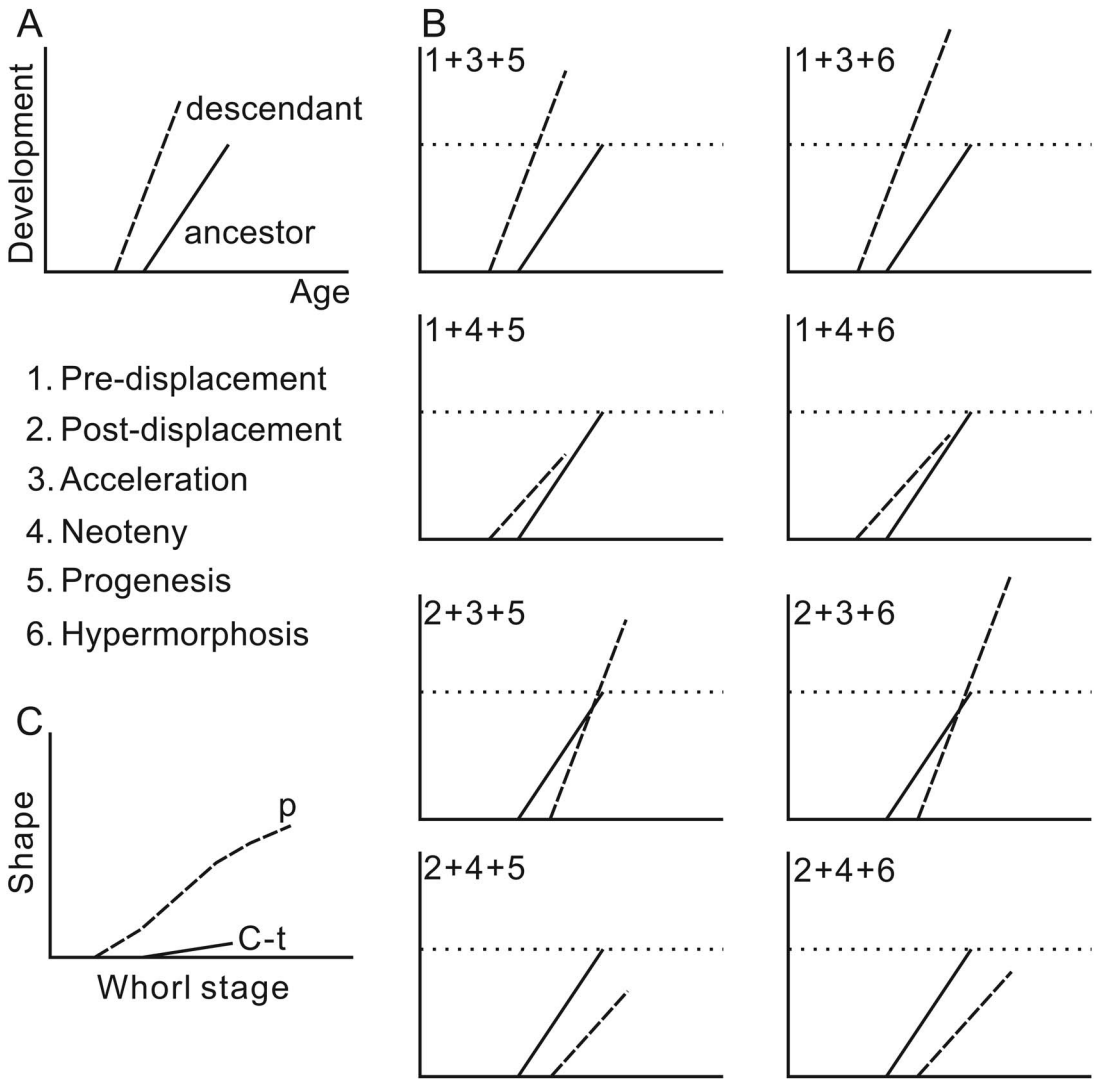 A
Development
descendant
ancestor
Age
1. Pre-displacement
2. Post-displacement
3. Acceleration
4. Neoteny
5. Progenesis
6. Hypermorphosis
C
Shape
p
C-t
Whorl stage
B
1+3+5
1+3+6
1+4+5
1+4+6
2+3+5
2+3+6
2+4+5
2+4+6